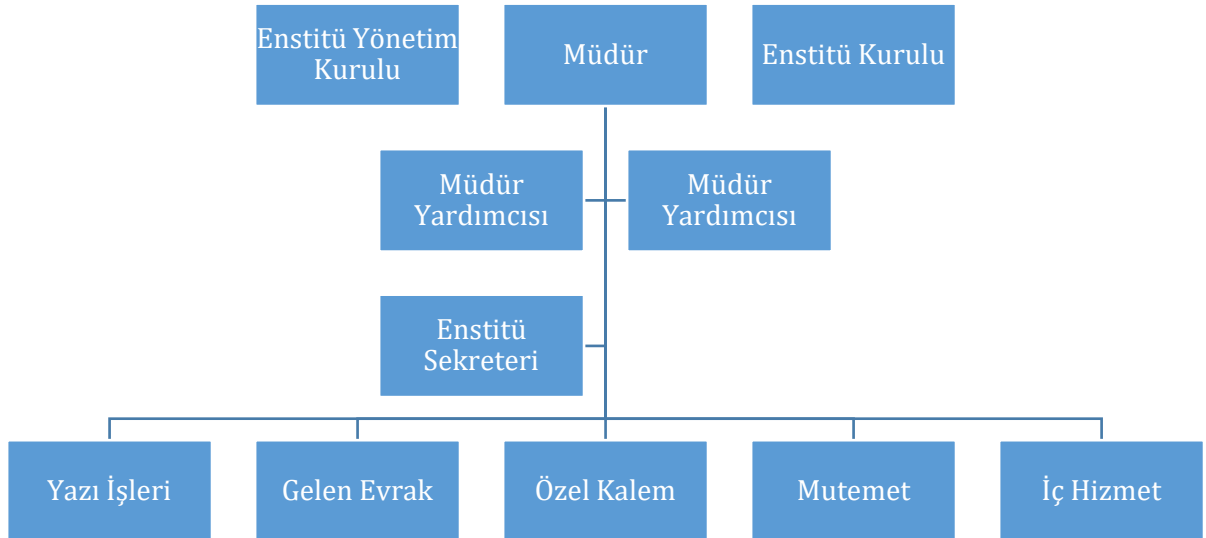 Enstitü Yönetim
Kurulu
Müdür
Enstitü Kurulu
Müdür
Yardımcısı
Müdür
Yardımcısı
Enstitü
Sekreteri
Yazı İşleri
Gelen Evrak
Özel Kalem
Mutemet
İç Hizmet